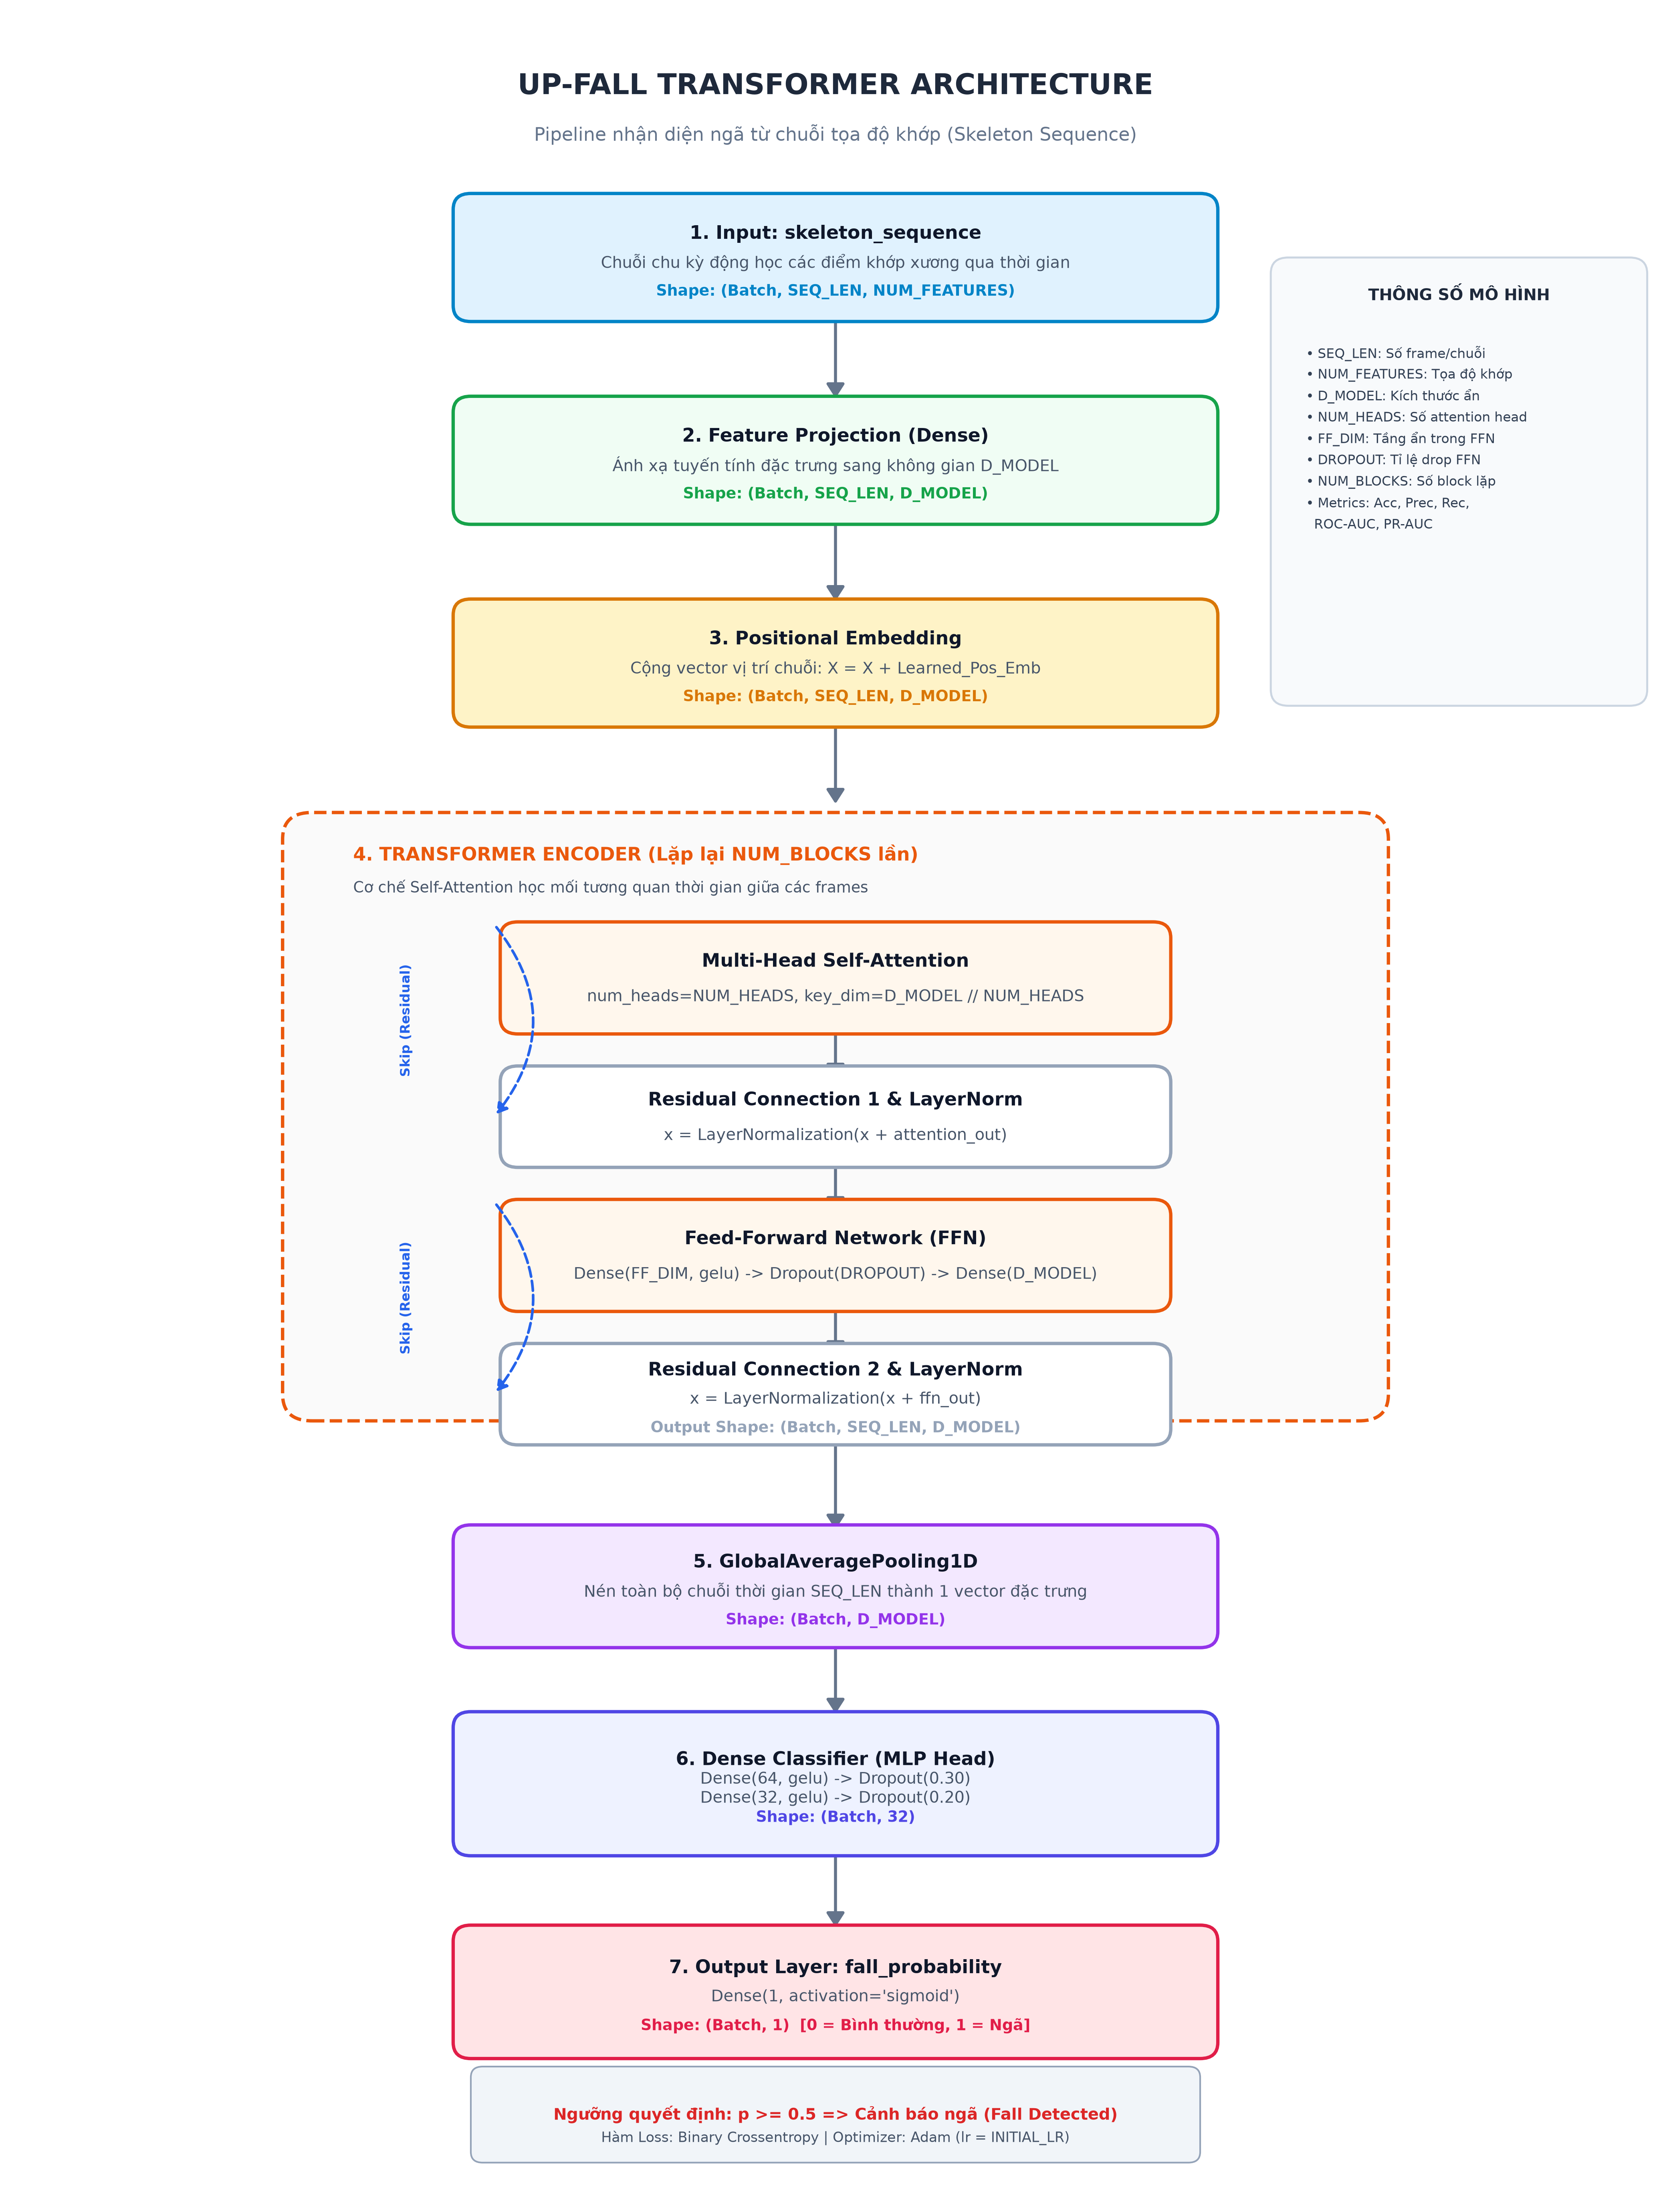 UP-FALL TRANSFORMER ARCHITECTURE
Pipeline nhận diện ngã từ chuỗi tọa độ khớp (Skeleton Sequence)
1. Input: skeleton_sequence
Chuỗi chu kỳ động học các điểm khớp xương qua thời gian
Shape: (Batch, SEQ_LEN, NUM_FEATURES)
THÔNG SỐ MÔ HÌNH
• SEQ_LEN: Số frame/chuỗi
• NUM_FEATURES: Tọa độ khớp
• D_MODEL: Kích thước ẩn
• NUM_HEADS: Số attention head
• FF_DIM: Tầng ẩn trong FFN
• DROPOUT: Tỉ lệ drop FFN
• NUM_BLOCKS: Số block lặp
• Metrics: Acc, Prec, Rec,
ROC-AUC, PR-AUC
2. Feature Projection (Dense)
Ánh xạ tuyến tính đặc trưng sang không gian D_MODEL
Shape: (Batch, SEQ_LEN, D_MODEL)
3. Positional Embedding
Cộng vector vị trí chuỗi: X = X + Learned_Pos_Emb
Shape: (Batch, SEQ_LEN, D_MODEL)
4. TRANSFORMER ENCODER (Lặp lại NUM_BLOCKS lần)
Cơ chế Self-Attention học mối tương quan thời gian giữa các frames
Multi-Head Self-Attention
num_heads=NUM_HEADS, key_dim=D_MODEL // NUM_HEADS
Skip (Residual)
Residual Connection 1 & LayerNorm
x = LayerNormalization(x + attention_out)
Feed-Forward Network (FFN)
Dense(FF_DIM, gelu) -> Dropout(DROPOUT) -> Dense(D_MODEL)
Skip (Residual)
Residual Connection 2 & LayerNorm
x = LayerNormalization(x + ffn_out)
Output Shape: (Batch, SEQ_LEN, D_MODEL)
5. GlobalAveragePooling1D
Nén toàn bộ chuỗi thời gian SEQ_LEN thành 1 vector đặc trưng
Shape: (Batch, D_MODEL)
6. Dense Classifier (MLP Head)
Dense(64, gelu) -> Dropout(0.30)
Dense(32, gelu) -> Dropout(0.20)
Shape: (Batch, 32)
7. Output Layer: fall_probability
Dense(1, activation='sigmoid')
Shape: (Batch, 1)  [0 = Bình thường, 1 = Ngã]
Ngưỡng quyết định: p >= 0.5 => Cảnh báo ngã (Fall Detected)
Hàm Loss: Binary Crossentropy | Optimizer: Adam (lr = INITIAL_LR)